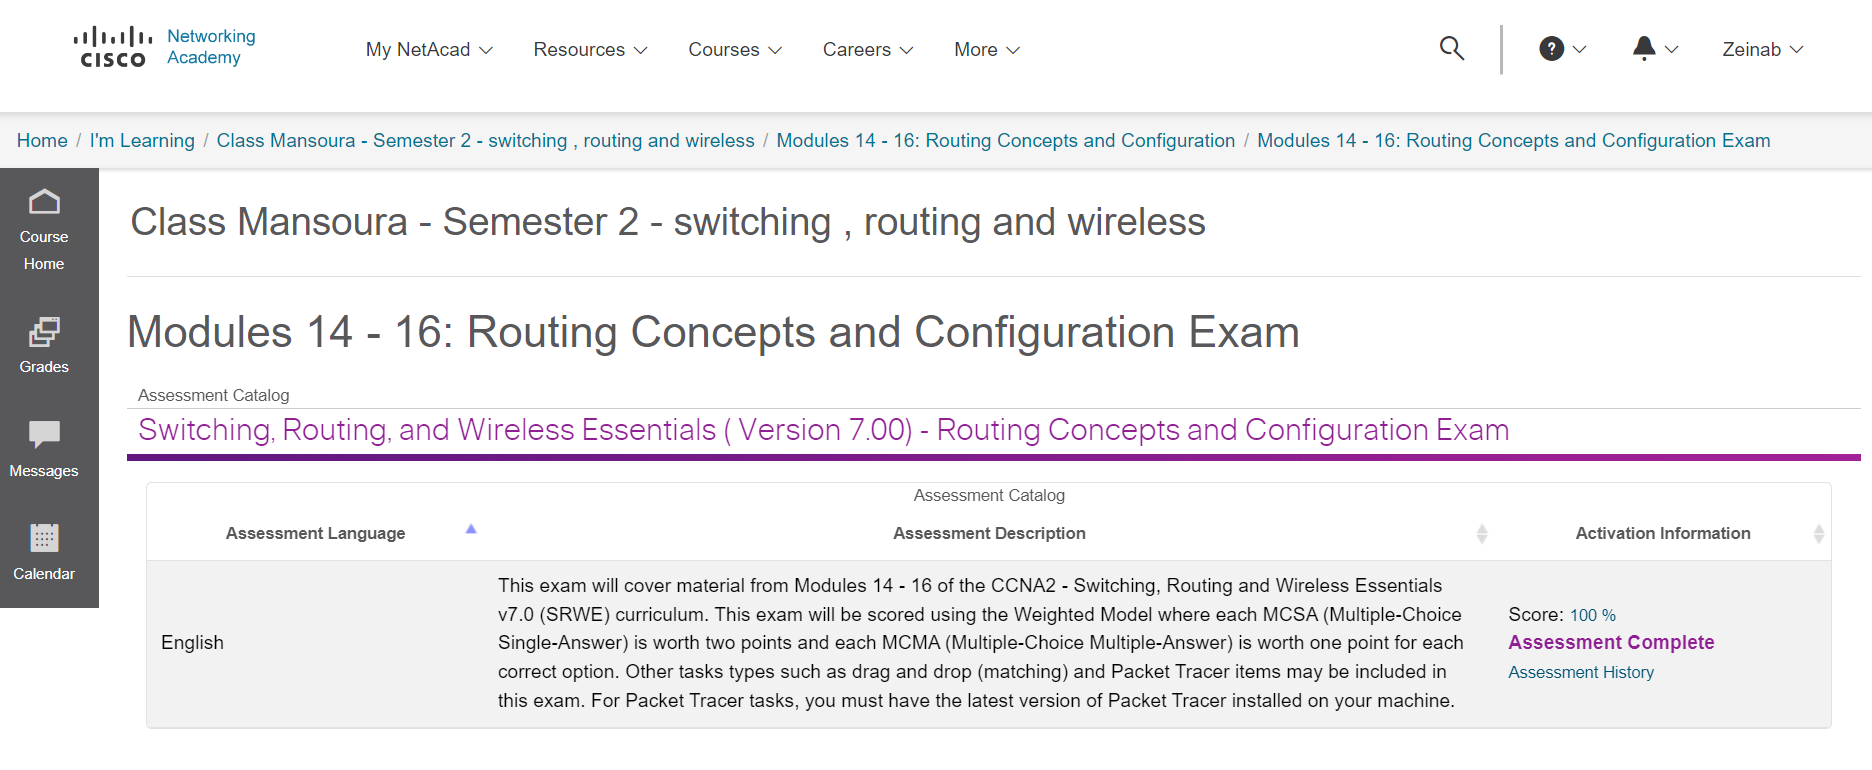 CISCO
Networking
Academy
My NetAcad
Resources
Courses
Careers
More
?
Zeinab
Home / I'm Learning / Class Mansoura - Semester 2 - switching , routing and wireless / Modules 14 - 16: Routing Concepts and Configuration / Modules 14 - 16: Routing Concepts and Configuration Exam
Course
Home
Grades
Messages
Calendar
Class Mansoura - Semester 2 - switching , routing and wireless
Modules 14 - 16: Routing Concepts and Configuration Exam
Assessment Catalog
Switching, Routing, and Wireless Essentials ( Version 7.00) - Routing Concepts and Configuration Exam
Assessment Catalog
Assessment Language
Assessment Description
Activation Information
English
This exam will cover material from Modules 14 - 16 of the CCNA2 - Switching, Routing and Wireless Essentials
v7.0 (SRWE) curriculum. This exam will be scored using the Weighted Model where each MCSA (Multiple-Choice
Single-Answer) is worth two points and each MCMA (Multiple-Choice Multiple-Answer) is worth one point for each
correct option. Other tasks types such as drag and drop (matching) and Packet Tracer items may be included in
this exam. For Packet Tracer tasks, you must have the latest version of Packet Tracer installed on your machine.
Score: 100 %
Assessment Complete
Assessment History